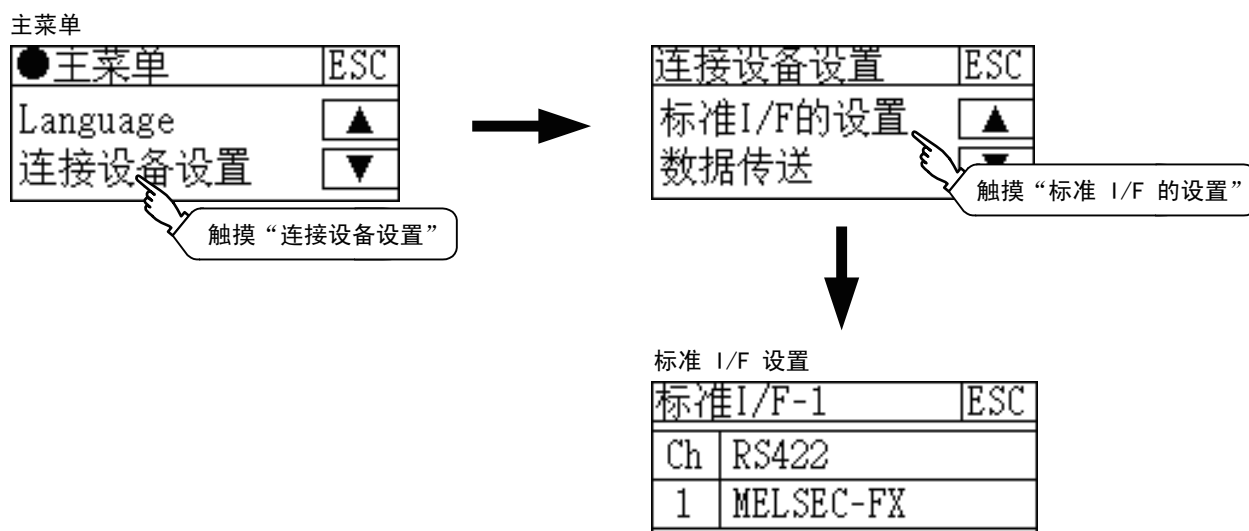 主菜单
●主菜单 ESC
Language
连接设备设置
触摸“连接设备设置”
连接设备设置 ESC
标准I/F的设置
数据传送
触摸“标准 I/F 的设置”
标准 I/F 设置
标准I/F-1 ESC
Ch RS422
1 MELSEC-FX